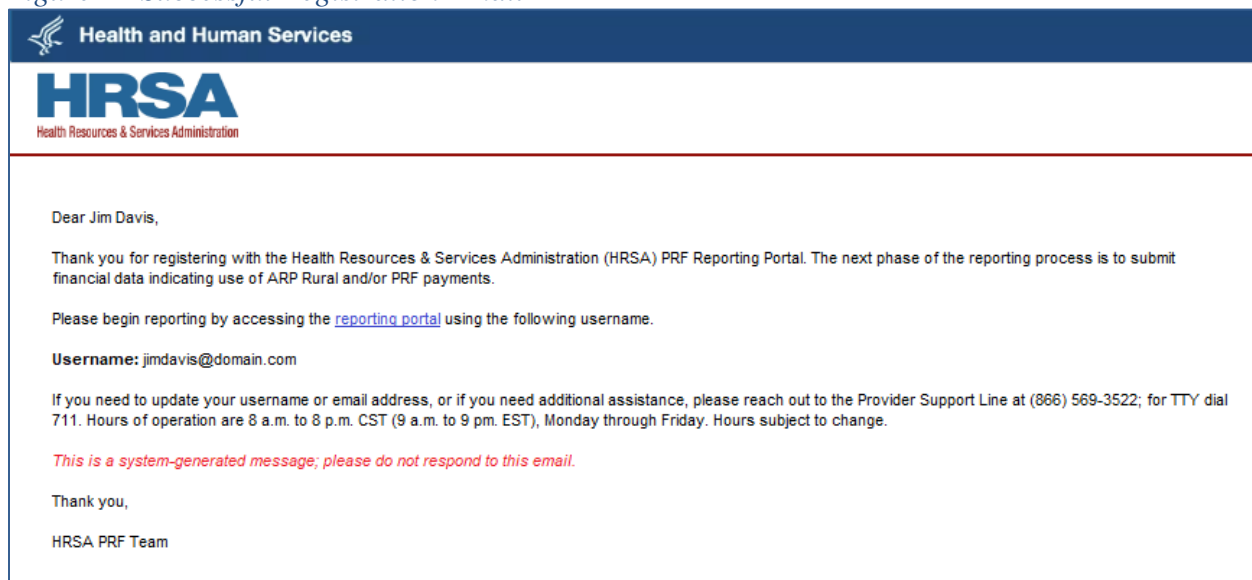 Health and Human Services
HRSA
Health Resources & Services Administration
Dear Jim Davis,
Thank you for registering with the Health Resources & Services Administration (HRSA) PRF Reporting Portal. The next phase of the reporting process is to submit
financial data indicating use of ARP Rural and/or PRF payments.
Please begin reporting by accessing the reporting portal using the following username.
Username: jimdavis@domain.com
If you need to update your username or email address, or if you need additional assistance, please reach out to the Provider Support Line at (866) 569-3522; for TTY dial
711. Hours of operation are 8 a.m. to 8 p.m. CST (9 a.m. to 9 pm. EST), Monday through Friday. Hours subject to change.
This is a system-generated message; please do not respond to this email.
Thank you,
HRSA PRF Team